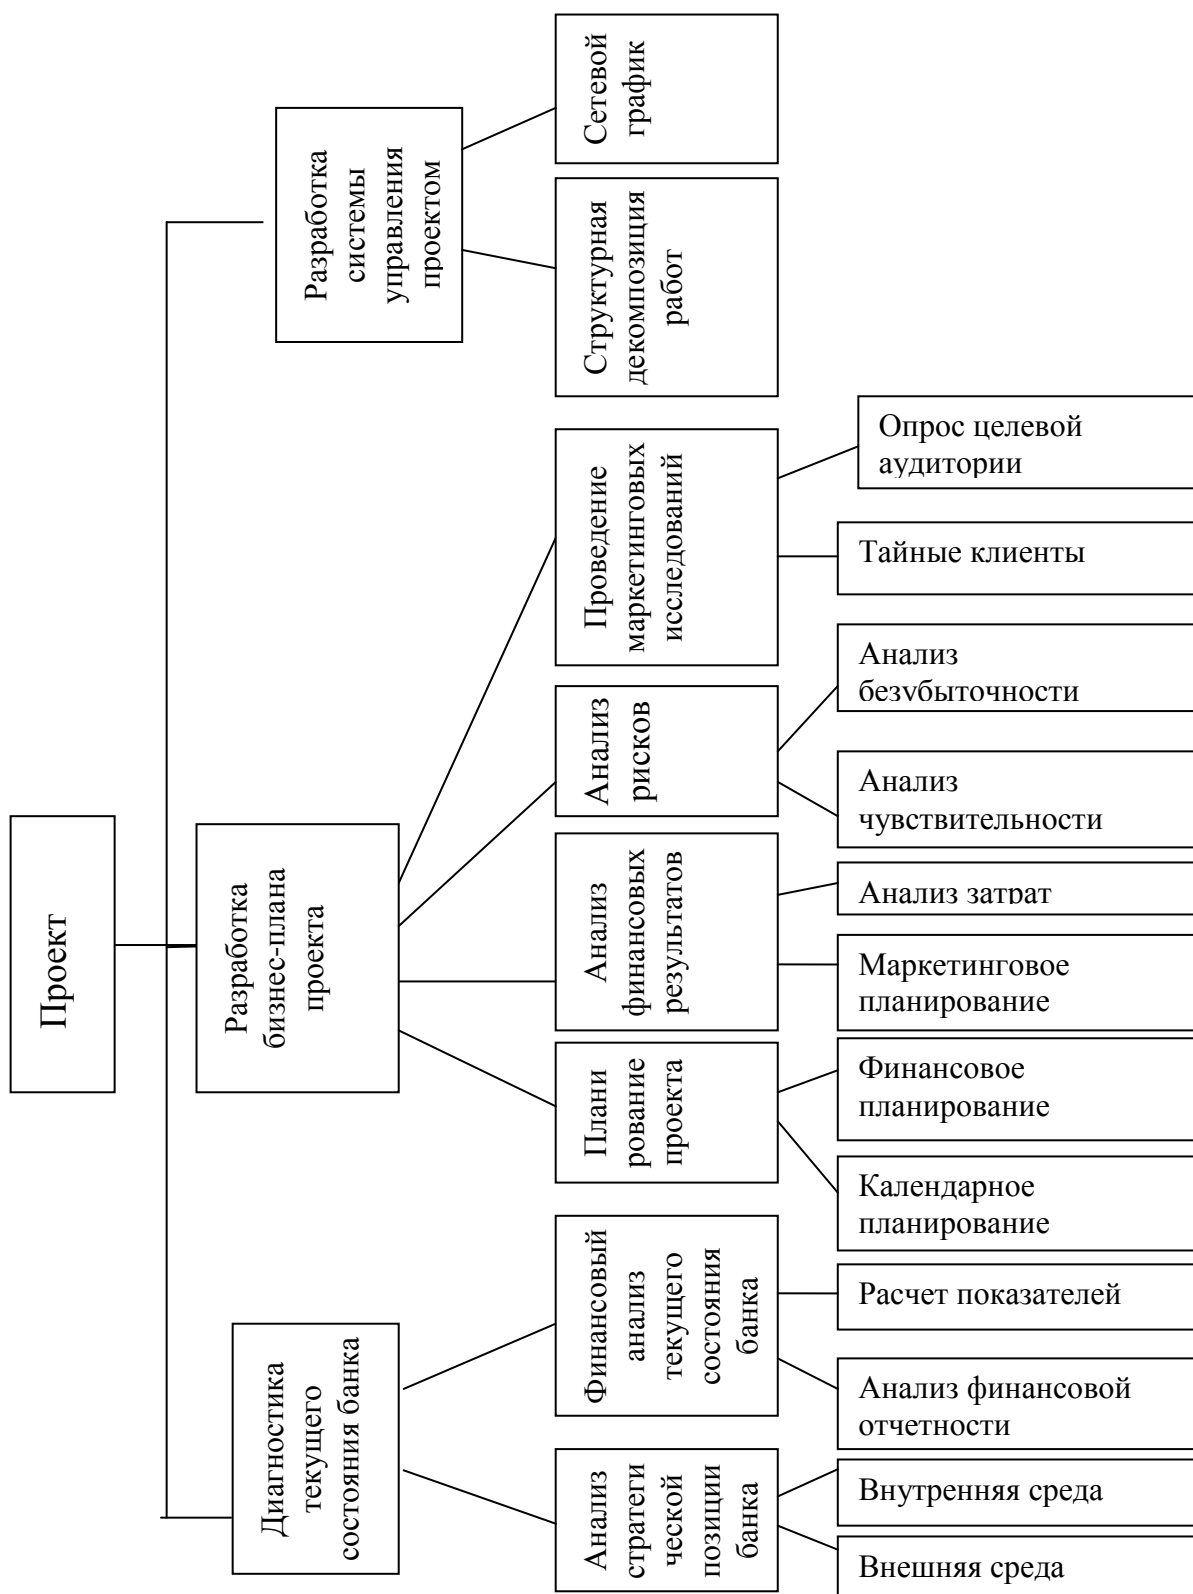 Проект
Диагностика
текущего
состояния банка
Разработка
бизнес-плана
проекта
Разработка
системы
управления
проектом
Анализ
стратеги
ческой
позиции
банка
Финансовый
анализ
текущего
состояния
банка
Плани
рование
проекта
Анализ
финансовых
результатов
Анализ
рисков
Проведение
маркетинговых
исследований
Структурная
декомпозиция
работ
Сетевой
график
Опрос целевой
аудитории
Тайные клиенты
Анализ
безубыточности
Анализ
чувствительности
Анализ затрат
Маркетинговое
планирование
Финансовое
планирование
Календарное
планирование
Расчет показателей
Анализ финансовой
отчетности
Внутренняя среда
Внешняя среда